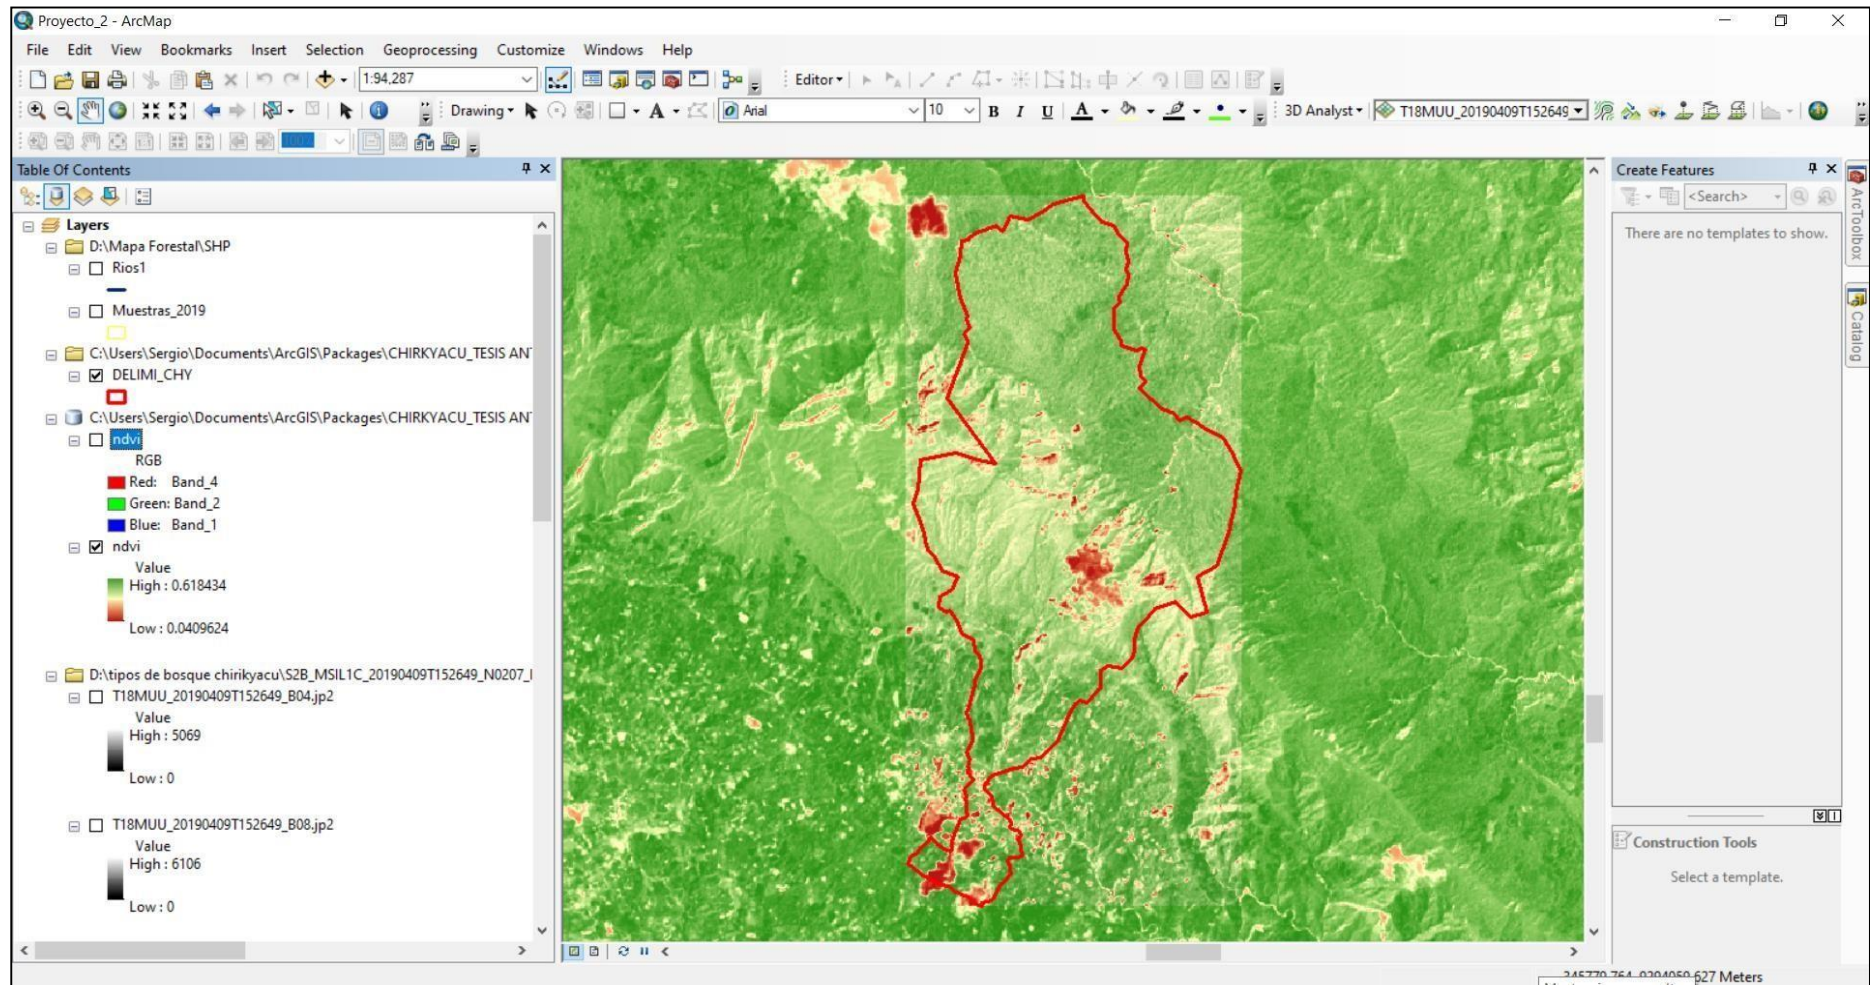 Proyecto_2 - ArcMap
File Edit View Bookmarks Insert Selection Geoprocessing Customize Windows Help
1:94,287 Editor
Drawing A Arial 10 B I U A 3D Analyst T18MUU_20190409T152649
100%
Table Of Contents
Layers
D:\Mapa Forestal\SHP
Rios1
Muestras_2019
C:\Users\Sergio\Documents\ArcGIS\Packages\CHIRKYACU_TESIS AN
DELIMI_CHY
C:\Users\Sergio\Documents\ArcGIS\Packages\CHIRKYACU_TESIS AN
ndvi
RGB
Red: Band_4
Green: Band_2
Blue: Band_1
ndvi
Value
High : 0.618434
Low : 0.0409624
D:\tipos de bosque chirikyacu\S2B_MSIL1C_20190409T152649_N0207_
T18MUU_20190409T152649_B04.jp2
Value
High : 5069
Low : 0
T18MUU_20190409T152649_B08.jp2
Value
High : 6106
Low : 0
Create Features
<Search>
There are no templates to show.
Construction Tools
Select a template.
ArcToolbox
Catalog
627 Meters